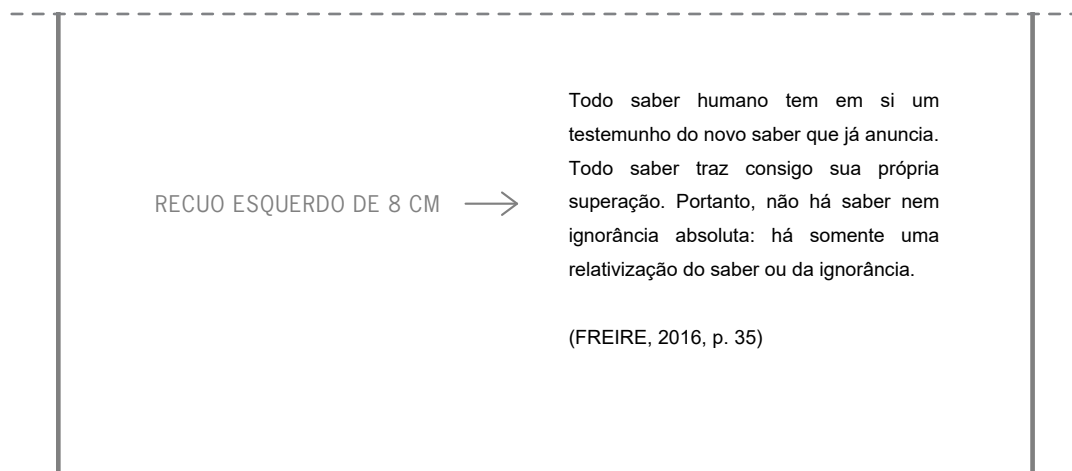 Todo saber humano tem em si um
testemunho do novo saber que já anuncia.
Todo saber traz consigo sua própria
RECUO ESQUERDO DE 8 CM
superação. Portanto, não há saber nem
ignorância absoluta: há somente uma
relativização do saber ou da ignorância.
(FREIRE, 2016, p. 35)